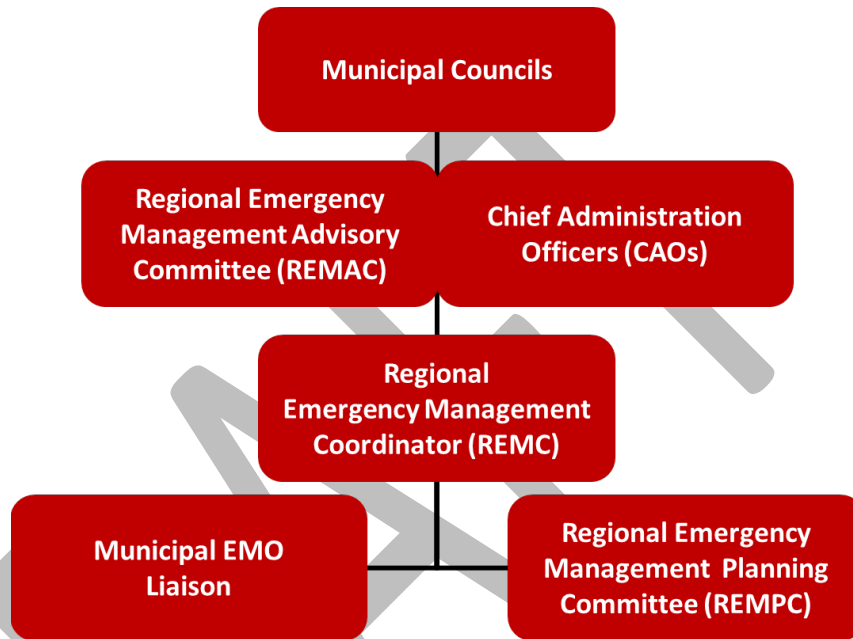 Municipal Councils
Regional Emergency
Management Advisory
Committee (REMAC)
Chief Administration
Officers (CAOs)
Regional
Emergency Management
Coordinator (REMC)
Municipal EMO
Liaison
Regional Emergency
Management Planning
Committee (REMPC)